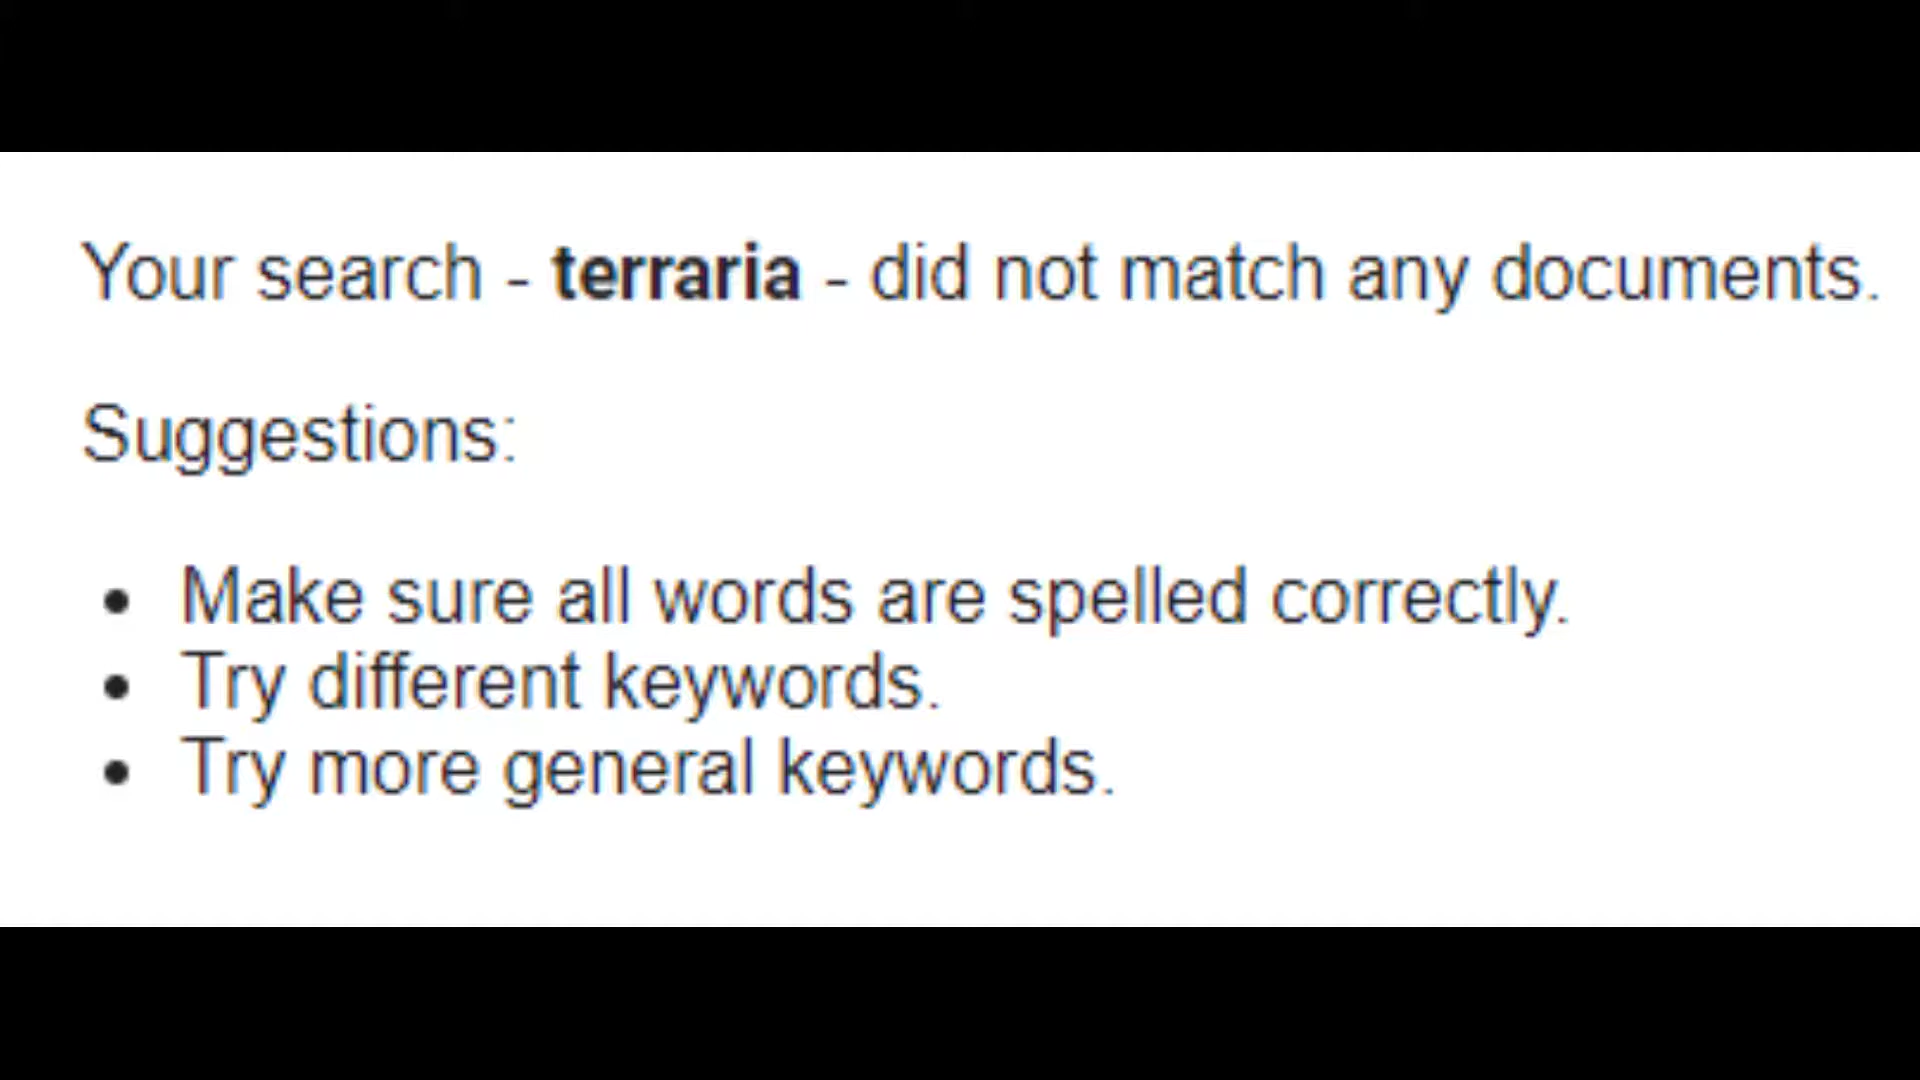 Your search - terraria - did not match any documents.
Suggestions:
Make sure all words are spelled correctly.
Try different keywords.
Try more general keywords.